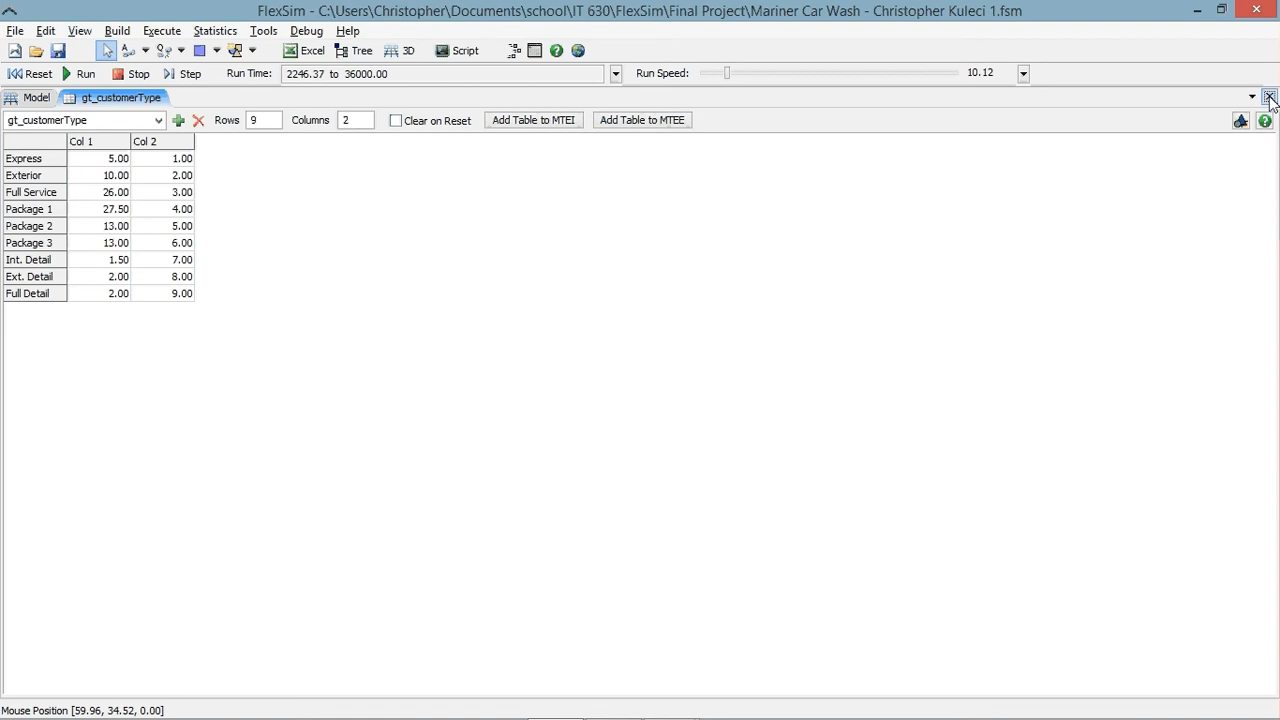 FlexSim - C:\Users\Christopher\Documents\school\IT 630\FlexSim\Final Project\Mariner Car Wash - Christopher Kuleci 1.fsm
File Edit View Build Execute Statistics Tools Debug Help
Excel Tree 3D Script
Reset Run Stop Step Run Time: 2246.37 to 36000.00 Run Speed: 10.12
Model gt_customerType
gt_customerType Rows 9 Columns 2 Clear on Reset Add Table to MTEI Add Table to MTEE
Col 1 Col 2
Express 5.00 1.00
Exterior 10.00 2.00
Full Service 26.00 3.00
Package 1 27.50 4.00
Package 2 13.00 5.00
Package 3 13.00 6.00
Int. Detail 1.50 7.00
Ext. Detail 2.00 8.00
Full Detail 2.00 9.00
Mouse Position [59.96, 34.52, 0.00]